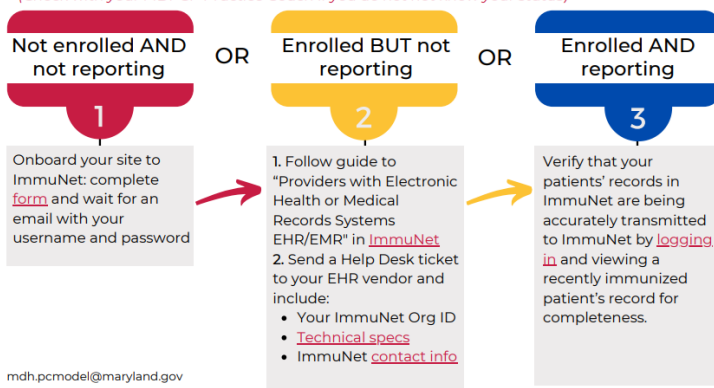 Not enrolled AND
not reporting
OR
Enrolled BUT not
reporting
OR
Enrolled AND
reporting
1
2
3
Onboard your site to
ImmuNet: complete
form and wait for an
email with your
username and password
1. Follow guide to
“Providers with Electronic
Health or Medical
Records Systems
EHR/EMR" in ImmuNet
2. Send a Help Desk ticket
to your EHR vendor and
include:
• Your ImmuNet Org ID
• Technical specs
• ImmuNet contact info
Verify that your
patients’ records in
ImmuNet are being
accurately transmitted
to ImmuNet by logging
in and viewing a
recently immunized
patient’s record for
completeness.
mdh.pcmodel@maryland.gov